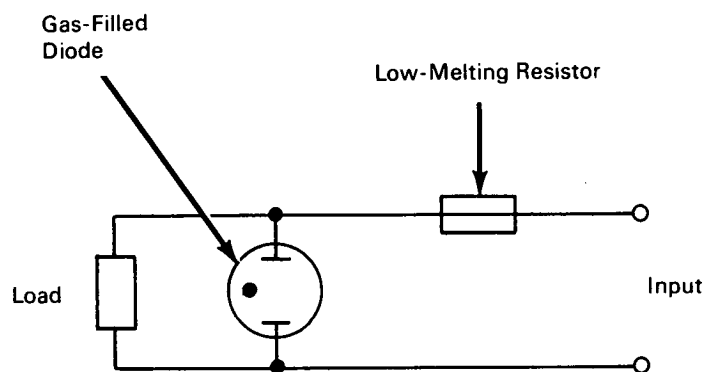 Gas-Filled
Diode
Low-Melting Resistor
Load
Input